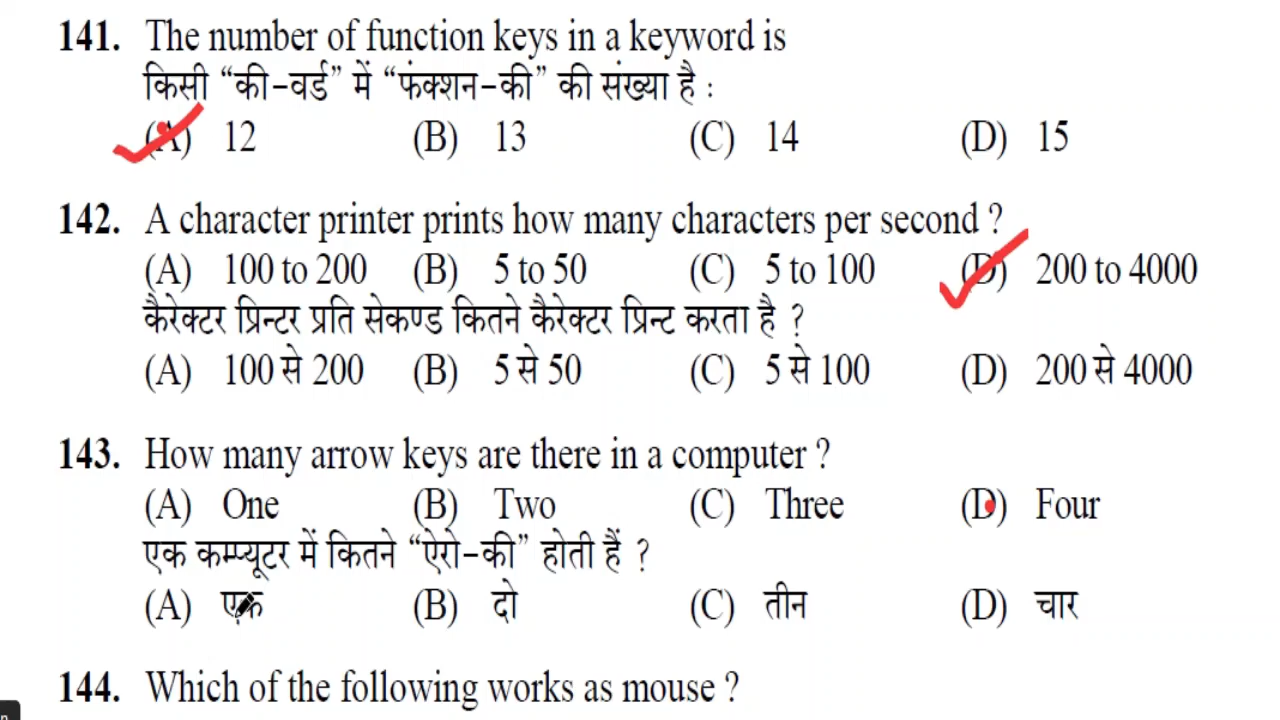 141. The number of function keys in a keyword is
किसी “की-वर्ड” में “फंक्शन-की” की संख्या है :
(A) 12 (B) 13 (C) 14 (D) 15
142. A character printer prints how many characters per second ?
(A) 100 to 200 (B) 5 to 50 (C) 5 to 100 (D) 200 to 4000
कैरेक्टर प्रिन्टर प्रति सेकण्ड कितने कैरेक्टर प्रिन्ट करता है ?
(A) 100 से 200 (B) 5 से 50 (C) 5 से 100 (D) 200 से 4000
143. How many arrow keys are there in a computer ?
(A) One (B) Two (C) Three (D) Four
एक कम्प्यूटर में कितने “ऐरो-की” होती हैं ?
(A) एक (B) दो (C) तीन (D) चार
144. Which of the following works as mouse ?